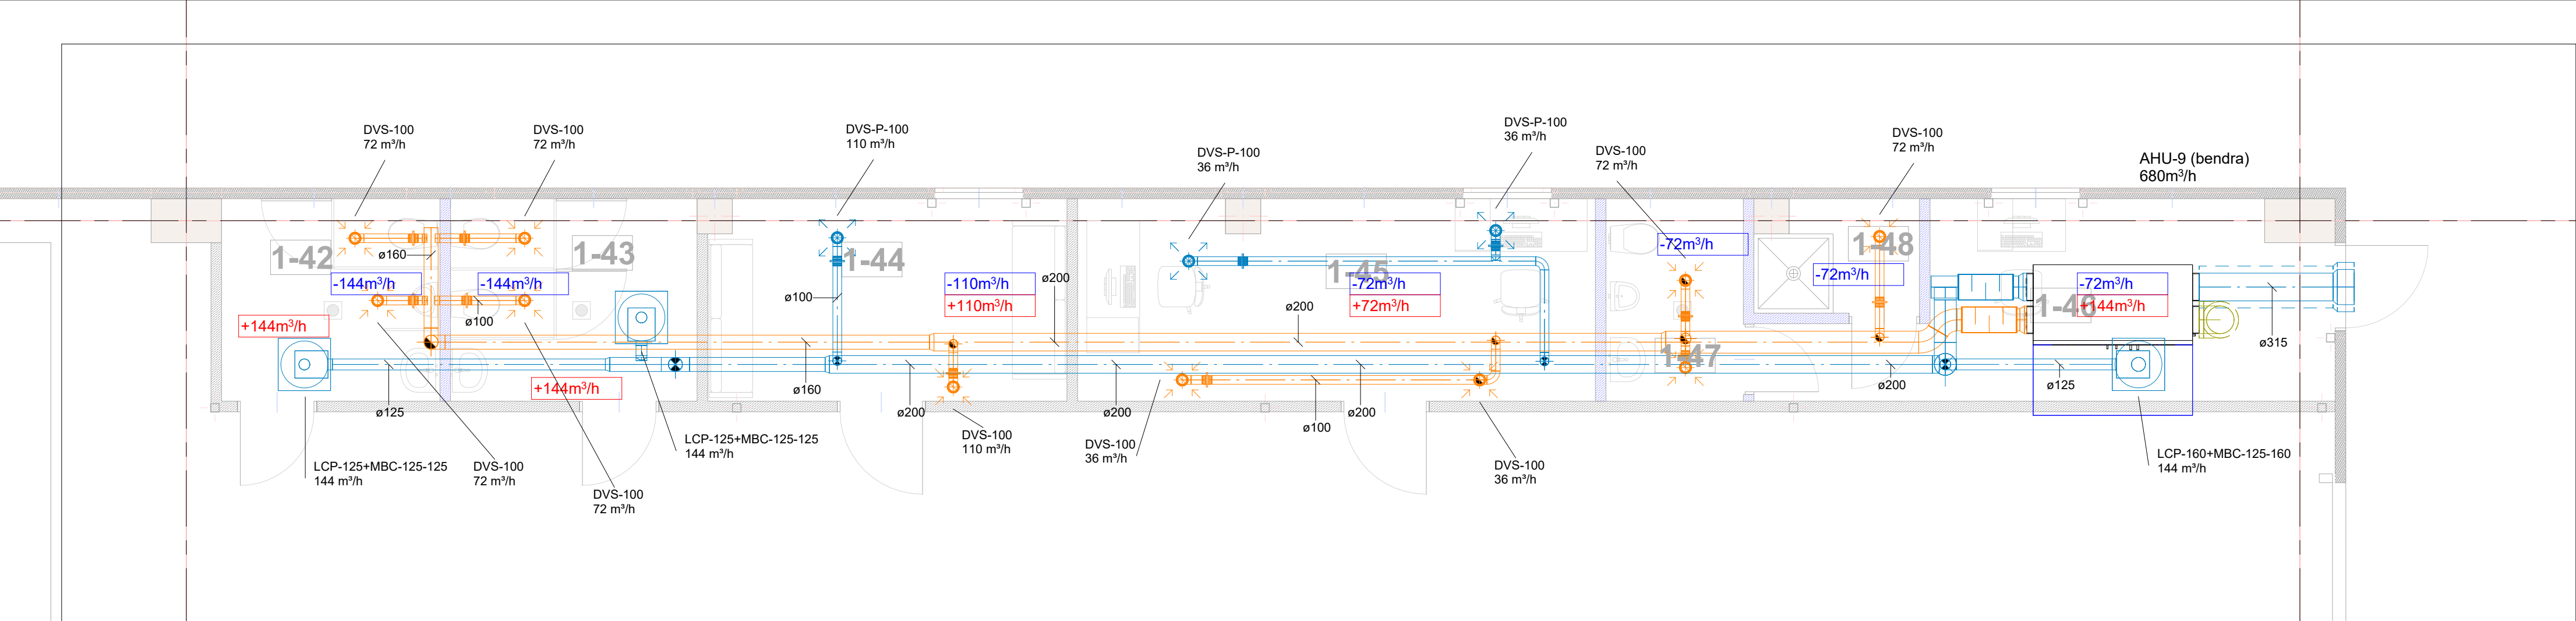 DVS-100
72 m³/h
DVS-100
72 m³/h
DVS-P-100
110 m³/h
DVS-P-100
36 m³/h
DVS-P-100
36 m³/h
DVS-100
72 m³/h
DVS-100
72 m³/h
AHU-9 (bendra)
680m³/h
1-42
1-43
1-44
1-45
1-47
1-48
1-46
ø160
-144m³/h
-144m³/h
+144m³/h
ø100
+144m³/h
ø125
ø100
-110m³/h
+110m³/h
ø200
ø160
ø200
ø200
ø200
-72m³/h
+72m³/h
ø100
ø200
-72m³/h
-72m³/h
ø200
-72m³/h
+144m³/h
ø125
ø315
LCP-125+MBC-125-125
144 m³/h
DVS-100
72 m³/h
DVS-100
72 m³/h
LCP-125+MBC-125-125
144 m³/h
DVS-100
110 m³/h
DVS-100
36 m³/h
DVS-100
36 m³/h
LCP-160+MBC-125-160
144 m³/h